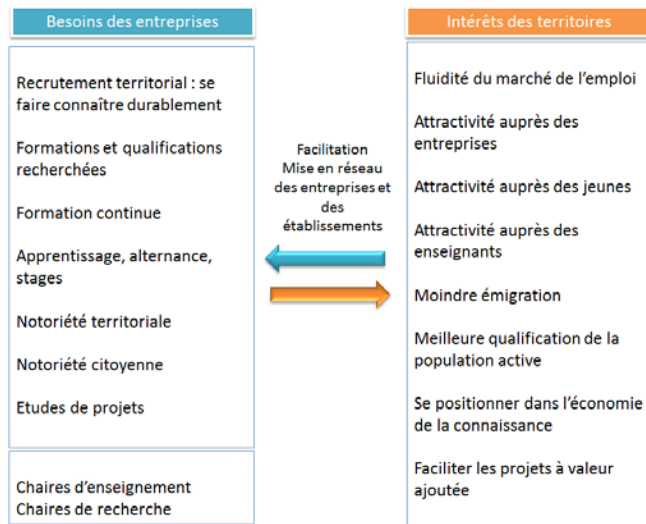 Besoins des entreprises
Recrutement territorial : se
faire connaître durablement
Formations et qualifications
recherchées
Formation continue
Apprentissage, alternance,
stages
Notoriété territoriale
Notoriété citoyenne
Etudes de projets
Chaires d’enseignement
Chaires de recherche
Facilitation
Mise en réseau
des entreprises et
des
établissements
Intérêts des territoires
Fluidité du marché de l’emploi
Attractivité auprès des
entreprises
Attractivité auprès des jeunes
Attractivité auprès des
enseignants
Moindre émigration
Meilleure qualification de la
population active
Se positionner dans l’économie
de la connaissance
Faciliter les projets à valeur
ajoutée